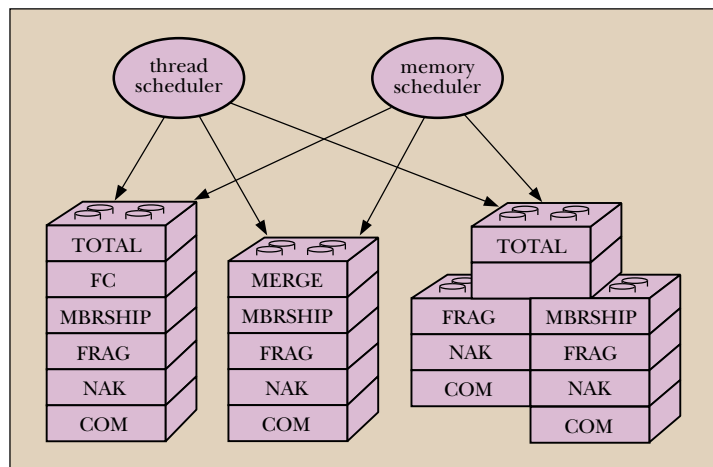 thread
scheduler
memory
scheduler
TOTAL
FC
MBRSHIP
FRAG
NAK
COM
MERGE
MBRSHIP
FRAG
NAK
COM
TOTAL
FRAG
NAK
COM
MBRSHIP
FRAG
NAK
COM